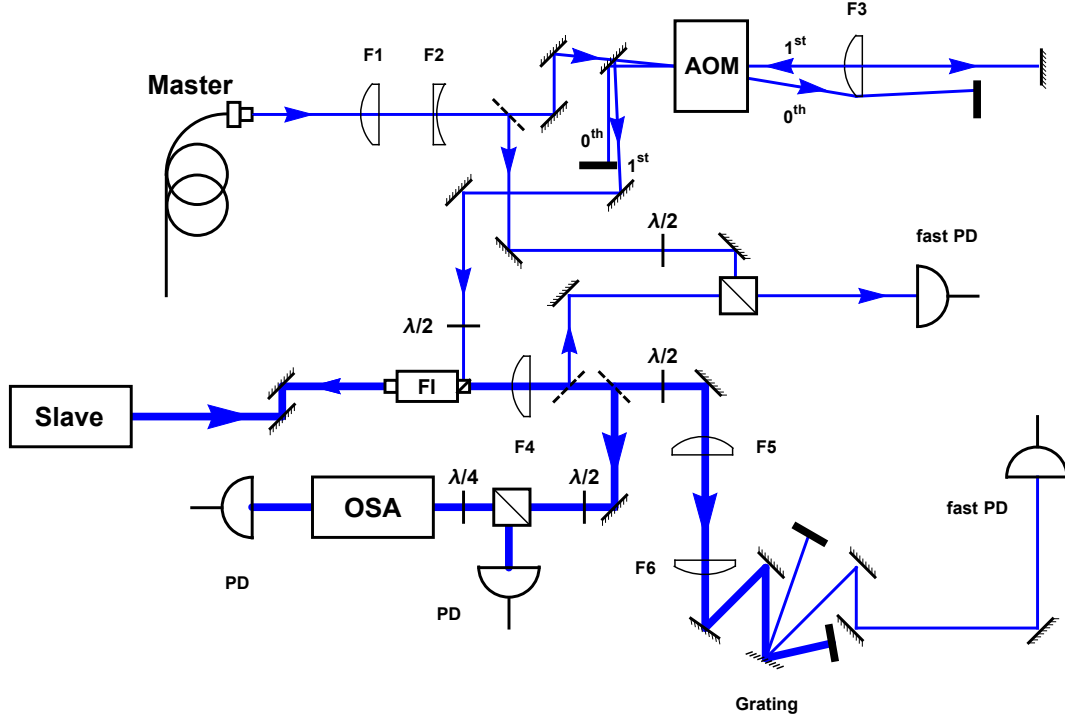 F3
1st
AOM
F1
F2
Master
0th
0th
1st
λ/2
fast PD
λ/2
λ/2
FI
Slave
F4
F5
λ/4
λ/2
OSA
fast PD
F6
PD
PD
Grating